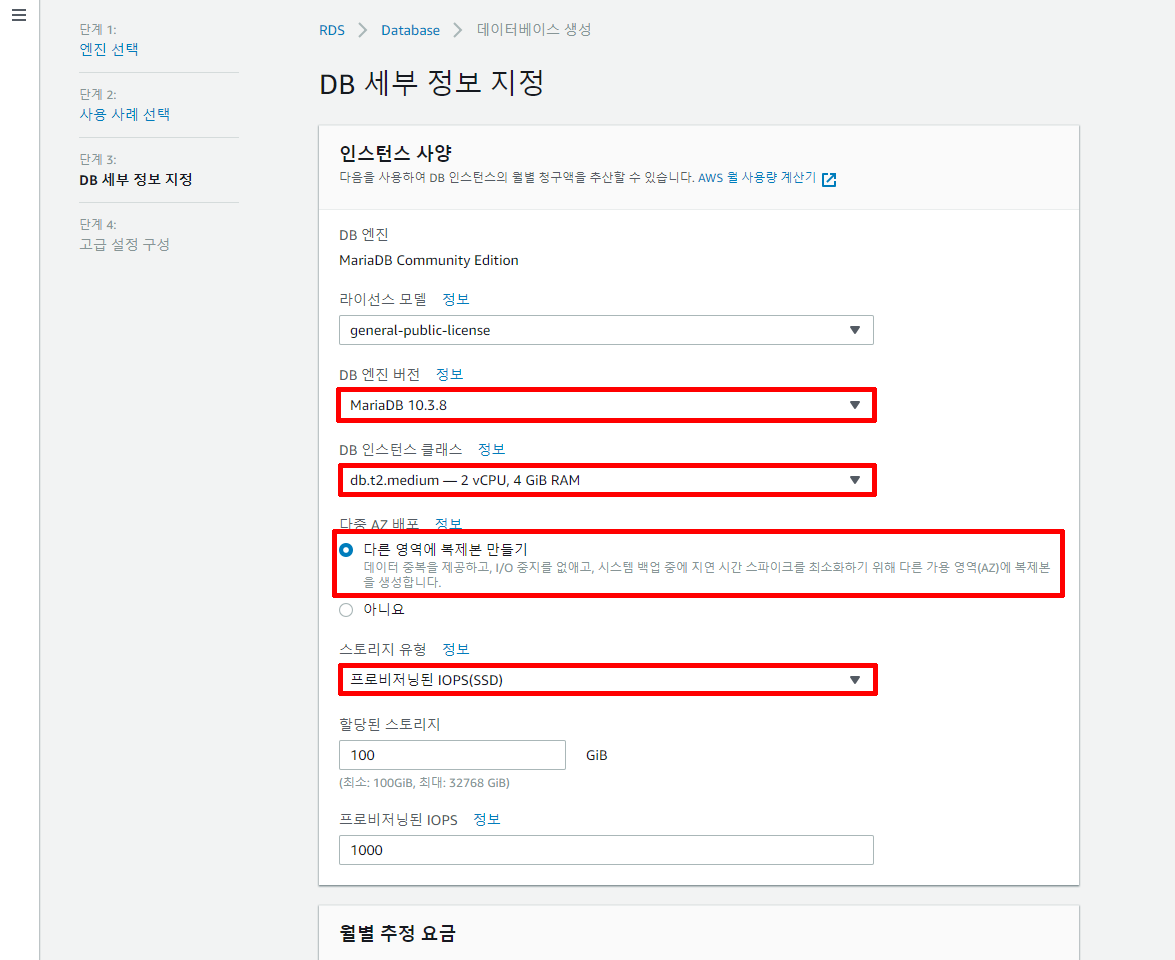 단계 1:
엔진 선택
단계 2:
사용 사례 선택
단계 3:
DB 세부 정보 지정
단계 4:
고급 설정 구성
RDS > Database > 데이터베이스 생성
DB 세부 정보 지정
인스턴스 사양
다음을 사용하여 DB 인스턴스의 월별 청구액을 추산할 수 있습니다. AWS 월 사용량 계산기
DB 엔진
MariaDB Community Edition
라이선스 모델 정보
general-public-license
DB 엔진 버전 정보
MariaDB 10.3.8
DB 인스턴스 클래스 정보
db.t2.medium — 2 vCPU, 4 GiB RAM
다중 AZ 배포 정보
다른 영역에 복제본 만들기
데이터 중복을 제공하고, I/O 중지를 없애고, 시스템 백업 중에 지연 시간 스파이크를 최소화하기 위해 다른 가용 영역(AZ)에 복제본
을 생성합니다.
아니요
스토리지 유형 정보
프로비저닝된 IOPS(SSD)
할당된 스토리지
100 GiB
(최소: 100GiB, 최대: 32768 GiB)
프로비저닝된 IOPS 정보
1000
월별 추정 요금